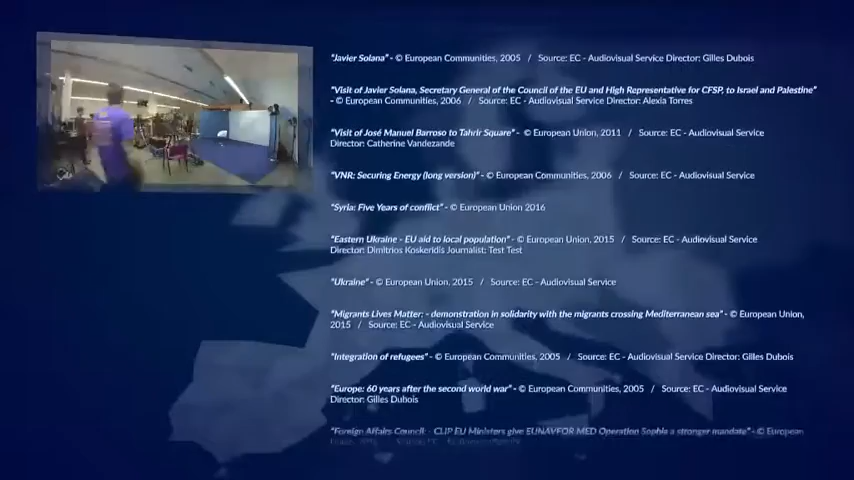 "Javier Solana" - © European Communities, 2005 / Source: EC - Audiovisual Service Director: Gilles Dubois
"Visit of Javier Solana, Secretary General of the Council of the EU and High Representative for CFSP, to Israel and Palestine"
- © European Communities, 2006 / Source: EC - Audiovisual Service Director: Alexia Torres
"Visit of José Manuel Barroso to Tahrir Square" - © European Union, 2011 / Source: EC - Audiovisual Service
Director: Catherine Vandezande
"VNR: Securing Energy (long version)" - © European Communities, 2006 / Source: EC - Audiovisual Service
"Syria: Five Years of conflict" - © European Union 2016
"Eastern Ukraine - EU aid to local population" - © European Union, 2015 / Source: EC - Audiovisual Service
Director: Dimitrios Koskeridis Journalist: Test Test
"Ukraine" - © European Union, 2015 / Source: EC - Audiovisual Service
"Migrants Lives Matter: - demonstration in solidarity with the migrants crossing Mediterranean sea" - © European Union,
2015 / Source: EC - Audiovisual Service
"Integration of refugees" - © European Communities, 2005 / Source: EC - Audiovisual Service Director: Gilles Dubois
"Europe: 60 years after the second world war" - © European Communities, 2005 / Source: EC - Audiovisual Service
Director: Gilles Dubois
"Foreign Affairs Council: - CLIP EU Ministers give EUNAVFOR MED Operation Sophia a stronger mandate" - © European